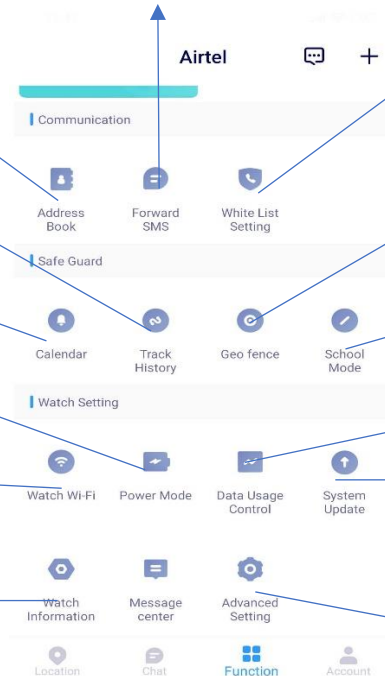 Airtel
Communication
Address Book
Forward SMS
White List Setting
Safe Guard
Calendar
Track History
Geo fence
School Mode
Watch Setting
Watch Wi-Fi
Power Mode
Data Usage Control
System Update
Watch Information
Message center
Advanced Setting
Location
Chat
Function
Account